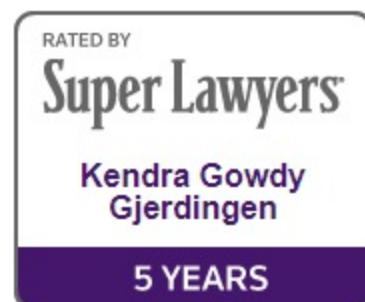 RATED BY
Super Lawyers
Kendra Gowdy
Gjerdingen
5 YEARS